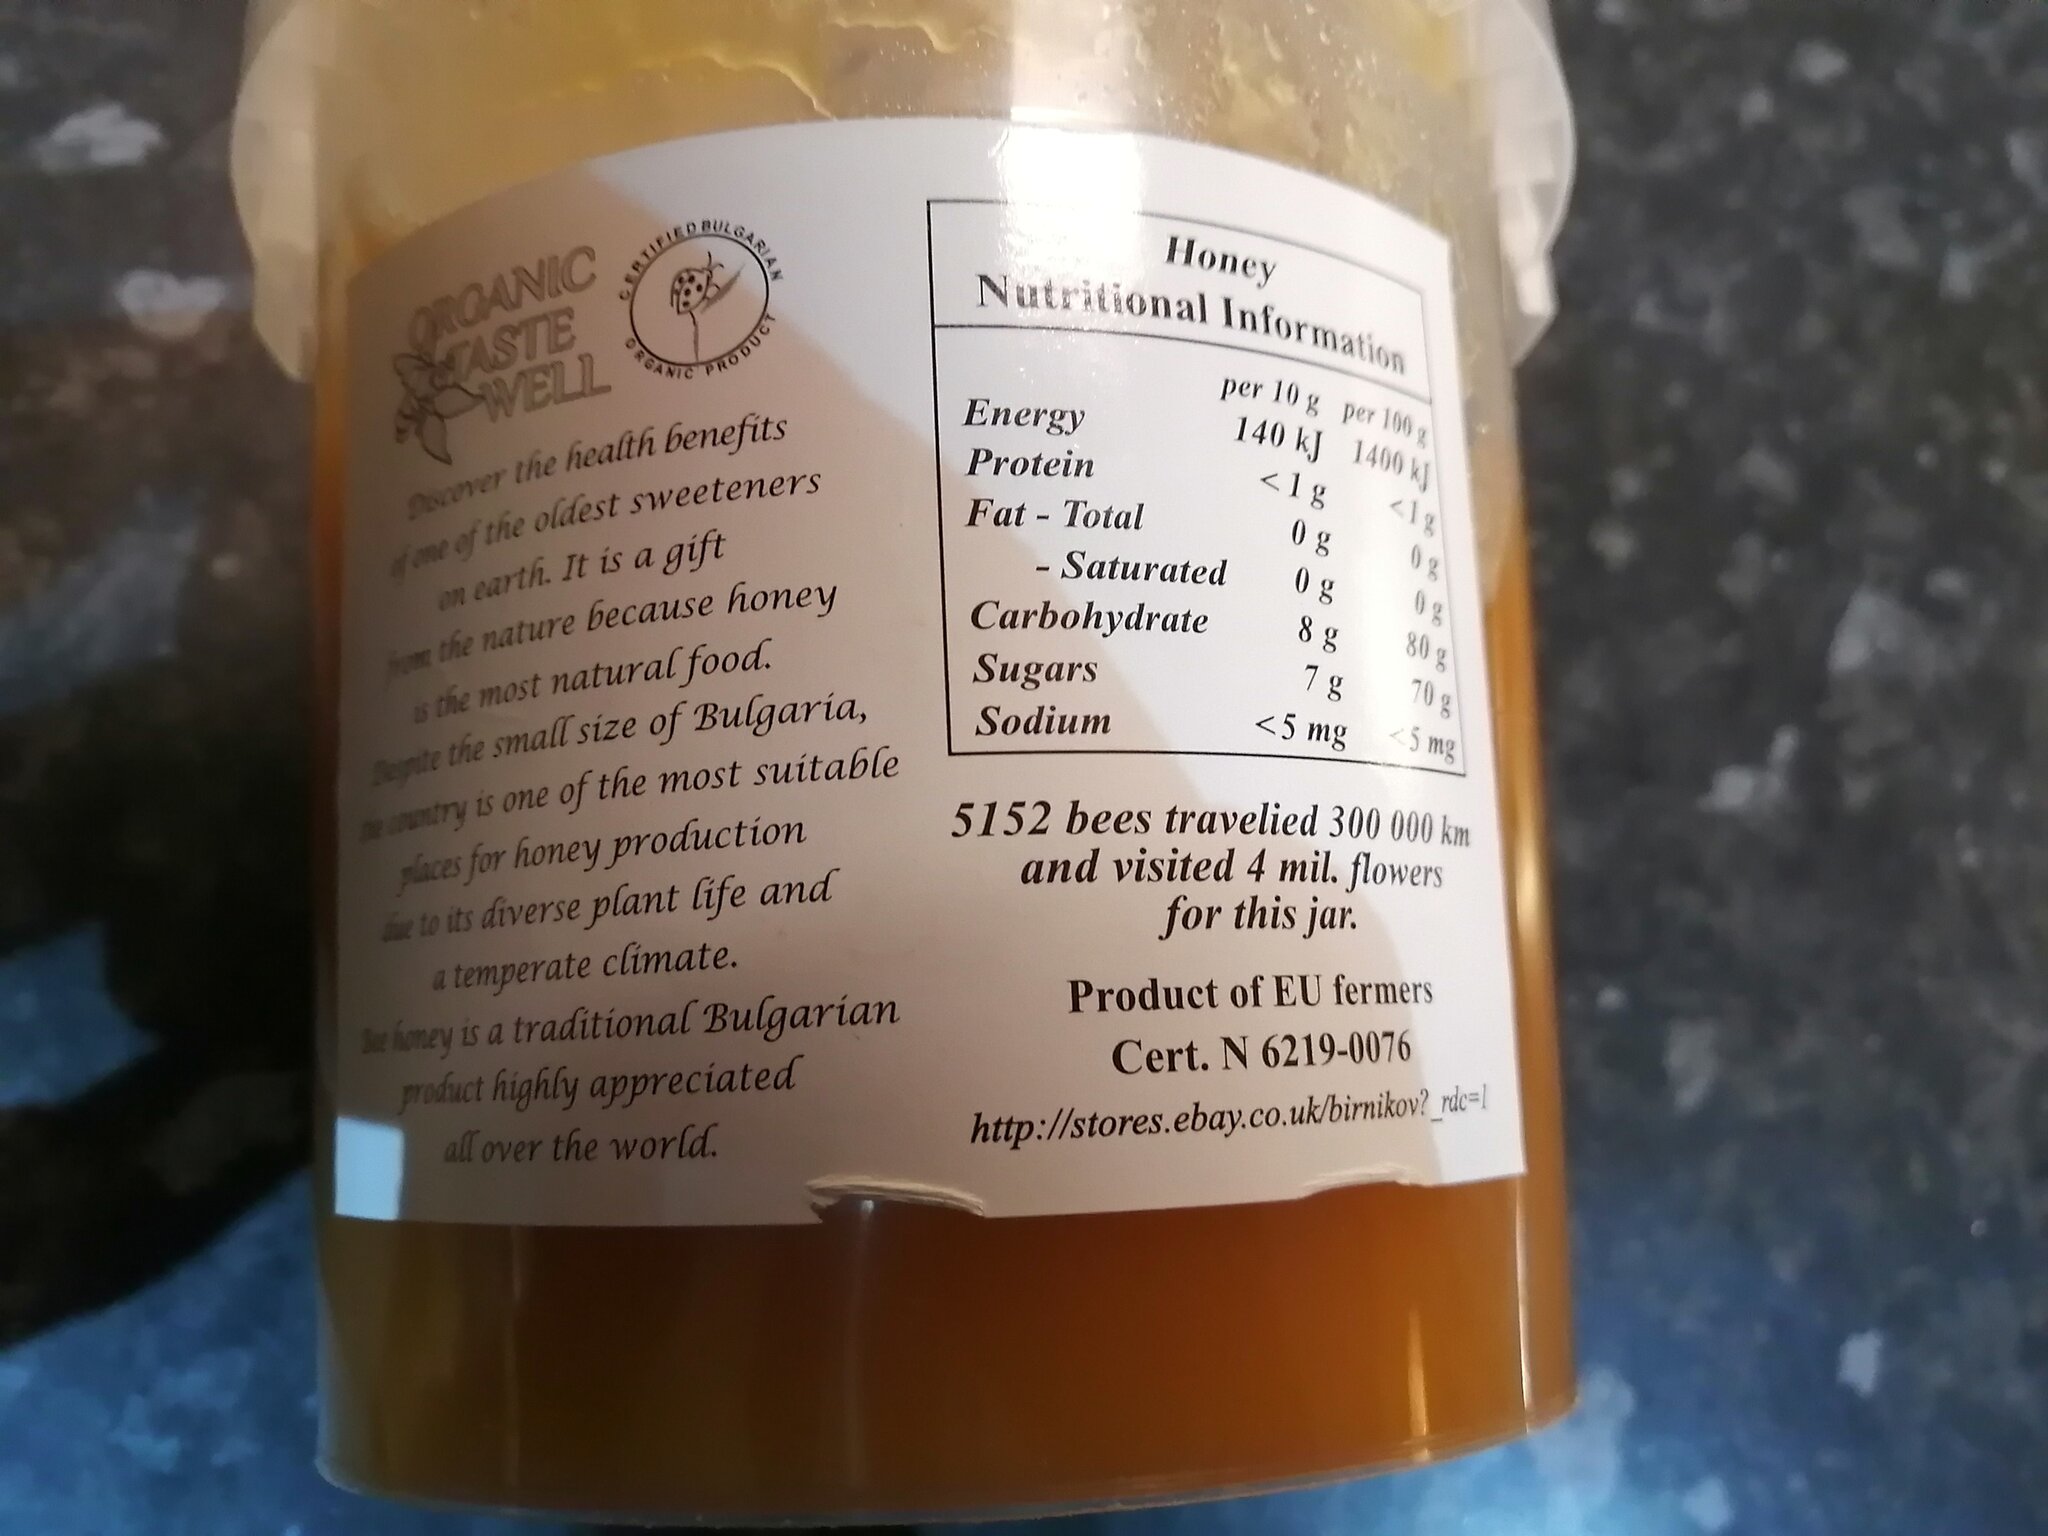 ORGANIC
TASTE
WELL
CERTIFIED BULGARIAN
ORGANIC PRODUCT
Discover the health benefits
of one of the oldest sweeteners
on earth. It is a gift
from the nature because honey
is the most natural food.
Despite the small size of Bulgaria,
the country is one of the most suitable
places for honey production
due to its diverse plant life and
a temperate climate.
Bee honey is a traditional Bulgarian
product highly appreciated
all over the world.
Honey
Nutritional Information
per 10 g per 100 g
Energy 140 kJ 1400 kJ
Protein <1 g <1 g
Fat - Total 0 g 0 g
- Saturated 0 g 0 g
Carbohydrate 8 g 80 g
Sugars 7 g 70 g
Sodium <5 mg <5 mg
5152 bees travelied 300 000 km
and visited 4 mil. flowers
for this jar.
Product of EU fermers
Cert. N 6219-0076
http://stores.ebay.co.uk/birnikov?_rdc=1